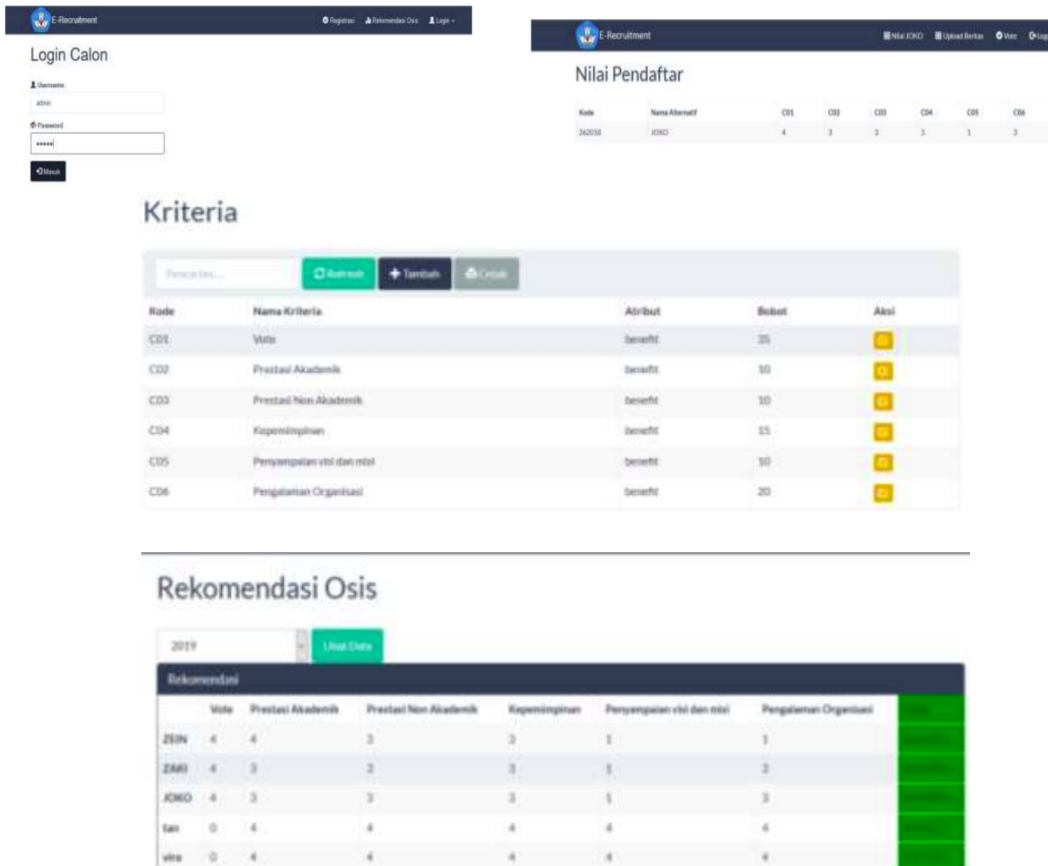 E-Recruitment
Registrasi Rekomendasi Osis Login
Login Calon
Username
admin
Password
•••••
Masuk
E-Recruitment
Nilai JOKO Upload Berkas Vote
Nilai Pendaftar
Kode Nama Alternatif C01 C02 C03 C04 C05 C06
262018 JOKO 4 3 3 3 1 3
Kriteria
Pencarian...
Refresh Tambah Cetak
Kode Nama Kriteria Atribut Bobot Aksi
C01 Vote benefit 35
C02 Prestasi Akademik benefit 10
C03 Prestasi Non Akademik benefit 10
C04 Kepemimpinan benefit 15
C05 Penyampaian visi dan misi benefit 10
C06 Pengalaman Organisasi benefit 20
Rekomendasi Osis
2019 Lihat Data
Rekomendasi
Vote Prestasi Akademik Prestasi Non Akademik Kepemimpinan Penyampaian visi dan misi Pengalaman Organisasi
ZEIN 4 4 3 3 1 1
ZAKI 4 3 3 1
JOKO 4 3 3 3 1 3
tan 0 4 4 4 4 4
vira 0 4 4 4 4 4